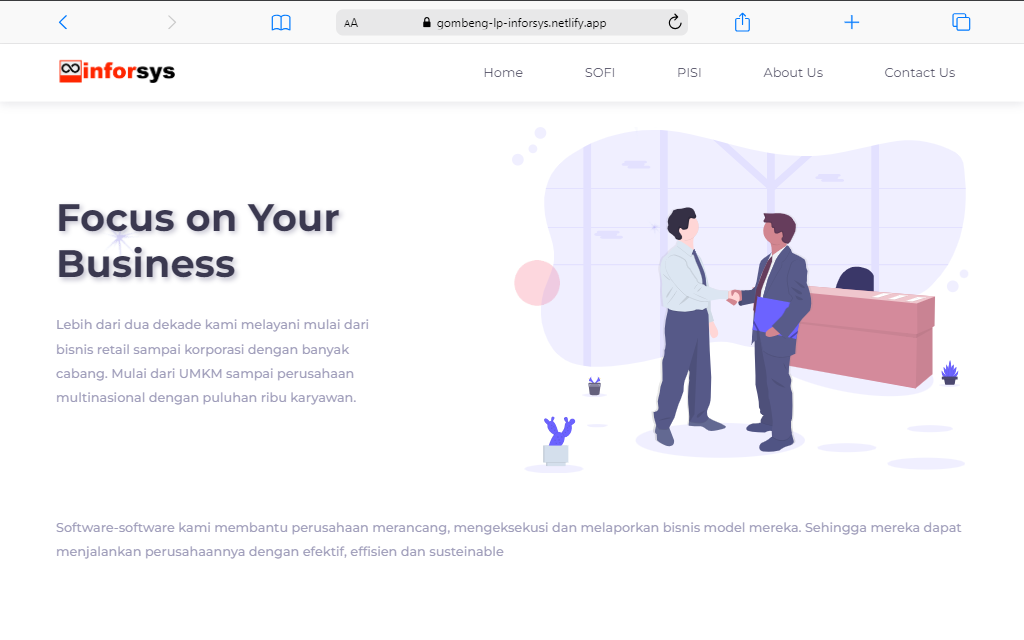 AA
gombeng-lp-inforsys.netlify.app
inforsys
Home SOFI PISI About Us Contact Us
Focus on Your
Business
Lebih dari dua dekade kami melayani mulai dari
bisnis retail sampai korporasi dengan banyak
cabang. Mulai dari UMKM sampai perusahaan
multinasional dengan puluhan ribu karyawan.
Software-software kami membantu perusahaan merancang, mengeksekusi dan melaporkan bisnis model mereka. Sehingga mereka dapat
menjalankan perusahaannya dengan efektif, effisien dan susteinable